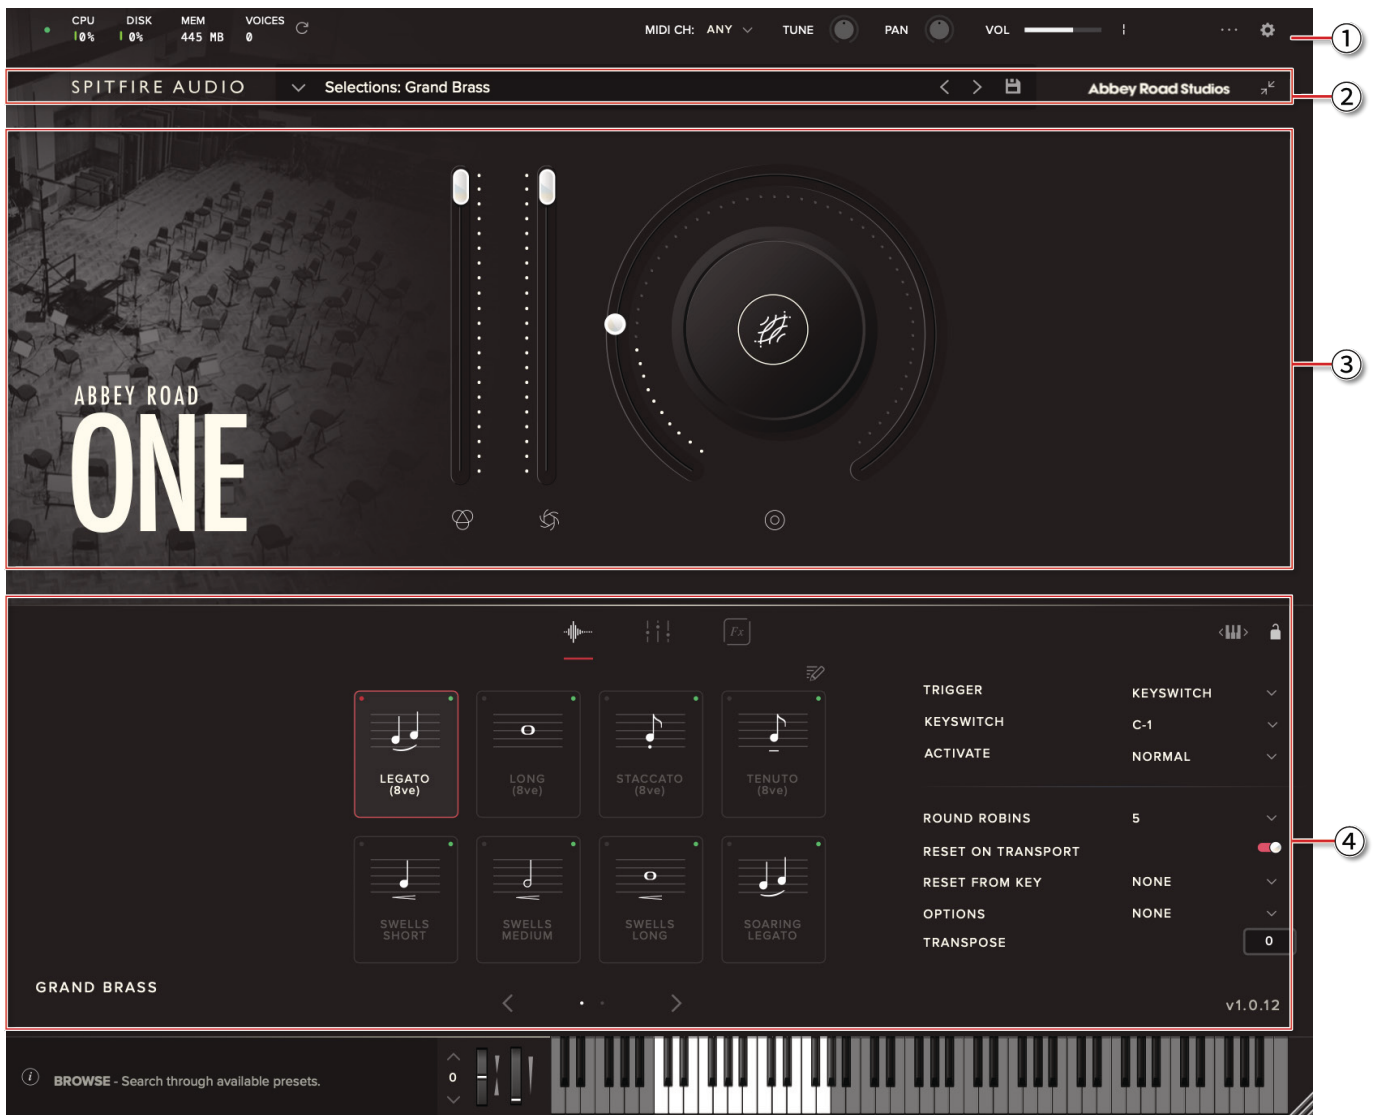 CPU DISK MEM VOICES
0% 0% 445 MB 0
MIDI CH: ANY TUNE PAN VOL
1
SPITFIRE AUDIO Selections: Grand Brass Abbey Road Studios
2
3
ABBEY ROAD
ONE
Fx
TRIGGER KEYSWITCH
KEYSWITCH C-1
ACTIVATE NORMAL
LEGATO
(8ve)
LONG
(8ve)
STACCATO
(8ve)
TENUTO
(8ve)
ROUND ROBINS 5
RESET ON TRANSPORT
4
RESET FROM KEY NONE
OPTIONS NONE
TRANSPOSE 0
SWELLS
SHORT
SWELLS
MEDIUM
SWELLS
LONG
SOARING
LEGATO
GRAND BRASS
v1.0.12
i BROWSE - Search through available presets. 0